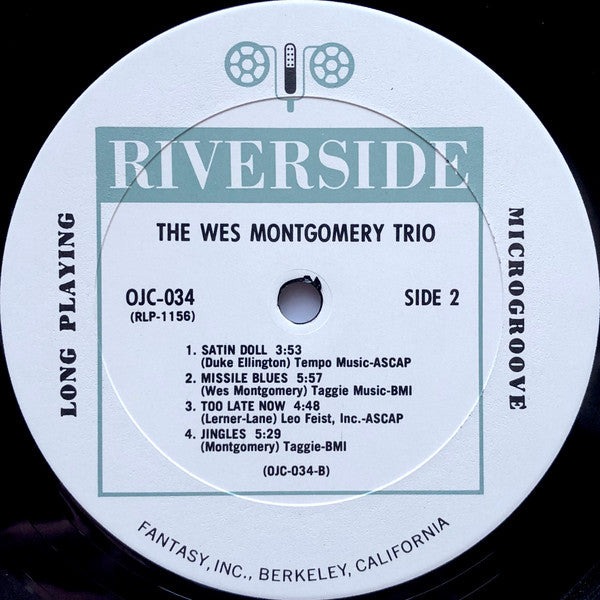 RIVERSIDE
THE WES MONTGOMERY TRIO
OJC-034
(RLP-1156)
SIDE 2
LONG PLAYING
MICROGROOVE
1. SATIN DOLL 3:53
(Duke Ellington) Tempo Music-ASCAP
2. MISSILE BLUES 5:57
(Wes Montgomery) Taggie Music-BMI
3. TOO LATE NOW 4:48
(Lerner-Lane) Leo Feist, Inc.-ASCAP
4. JINGLES 5:29
(Montgomery) Taggie-BMI
(OJC-034-B)
FANTASY, INC., BERKELEY, CALIFORNIA